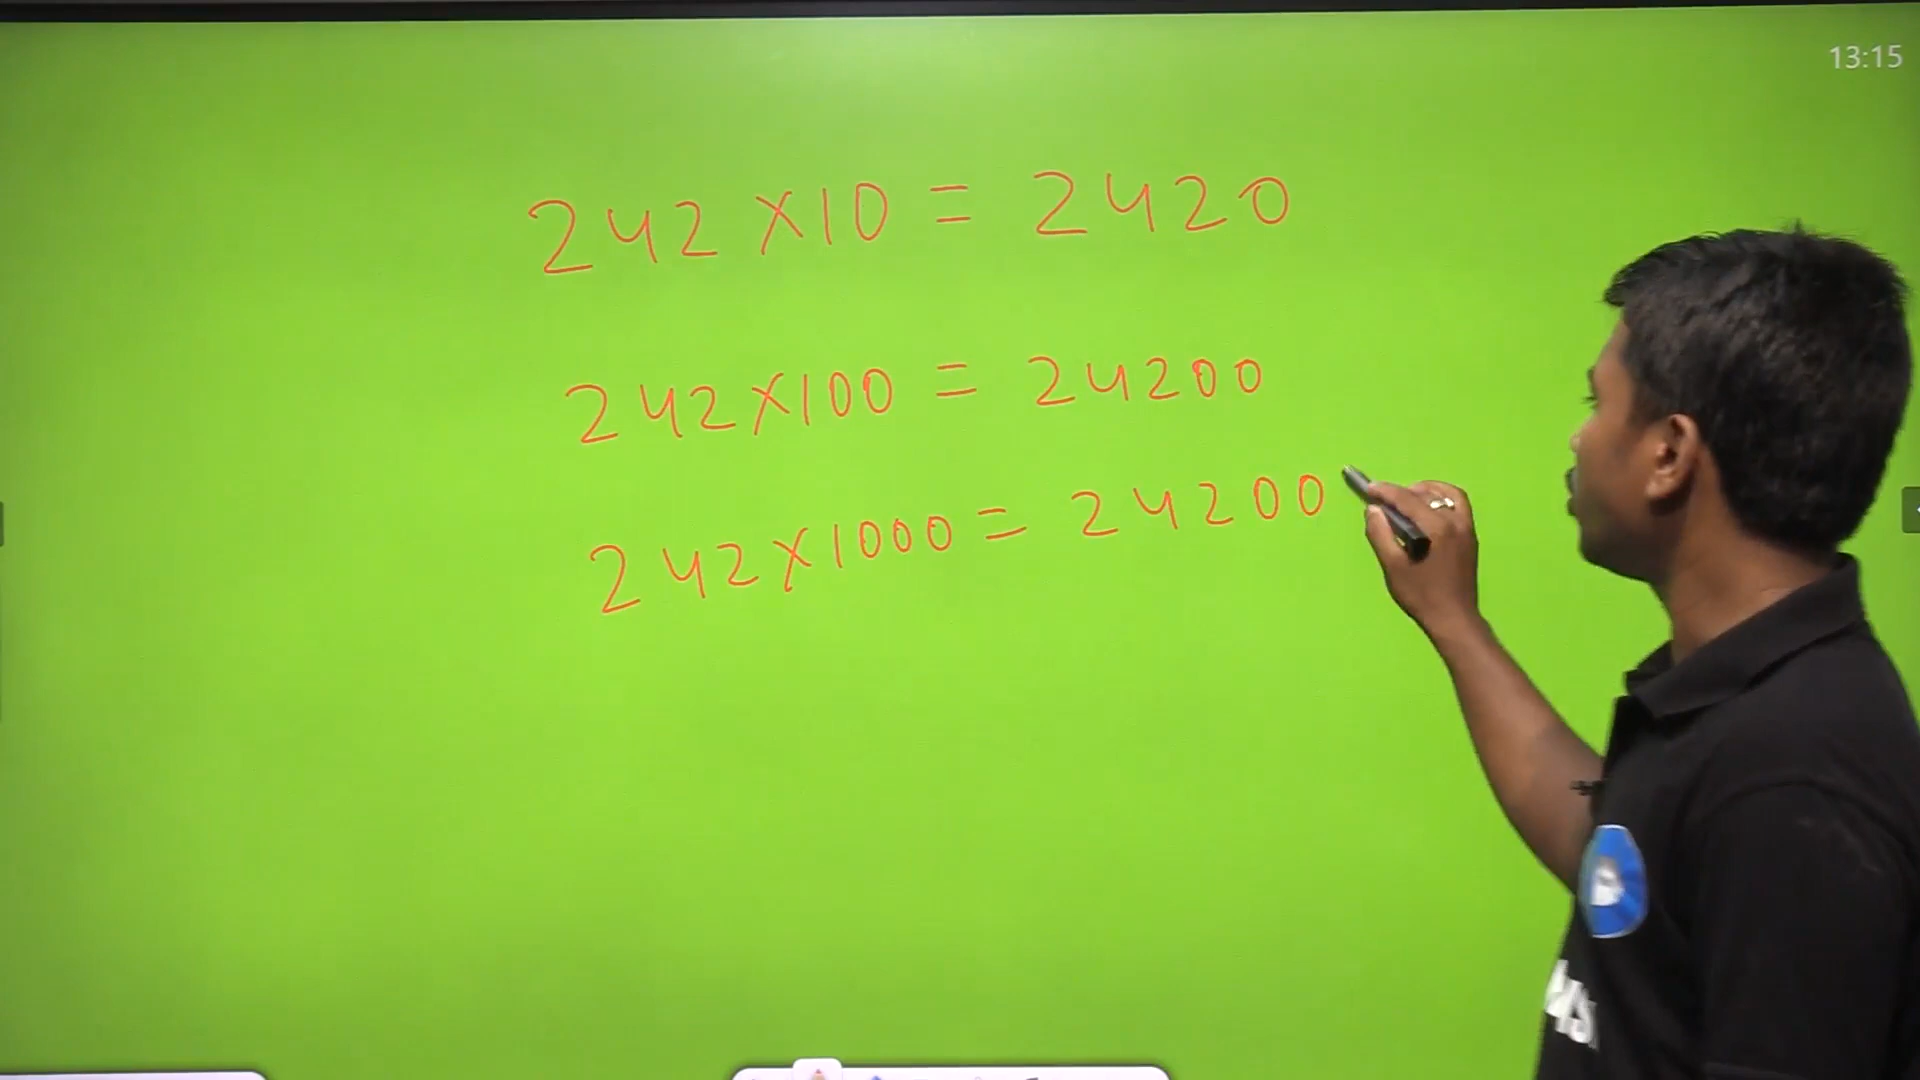 13:15
242 × 10 = 2420
242 × 100 = 24200
242 × 1000 = 24200